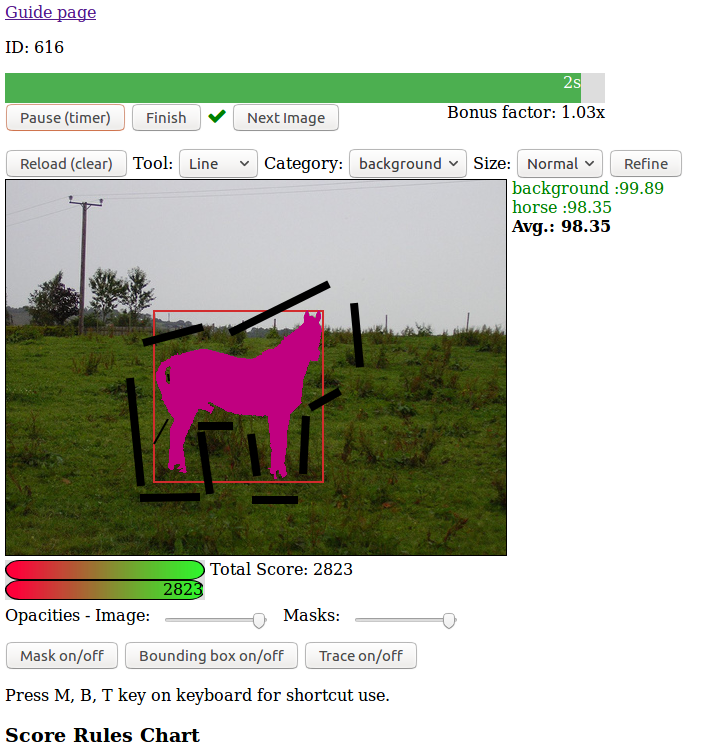 Guide page
ID: 616
2s
Pause (timer) Finish Next Image Bonus factor: 1.03x
Reload (clear) Tool: Line Category: background Size: Normal Refine
background :99.89
horse :98.35
Avg.: 98.35
Total Score: 2823
2823
Opacities - Image: Masks:
Mask on/off Bounding box on/off Trace on/off
Press M, B, T key on keyboard for shortcut use.
Score Rules Chart